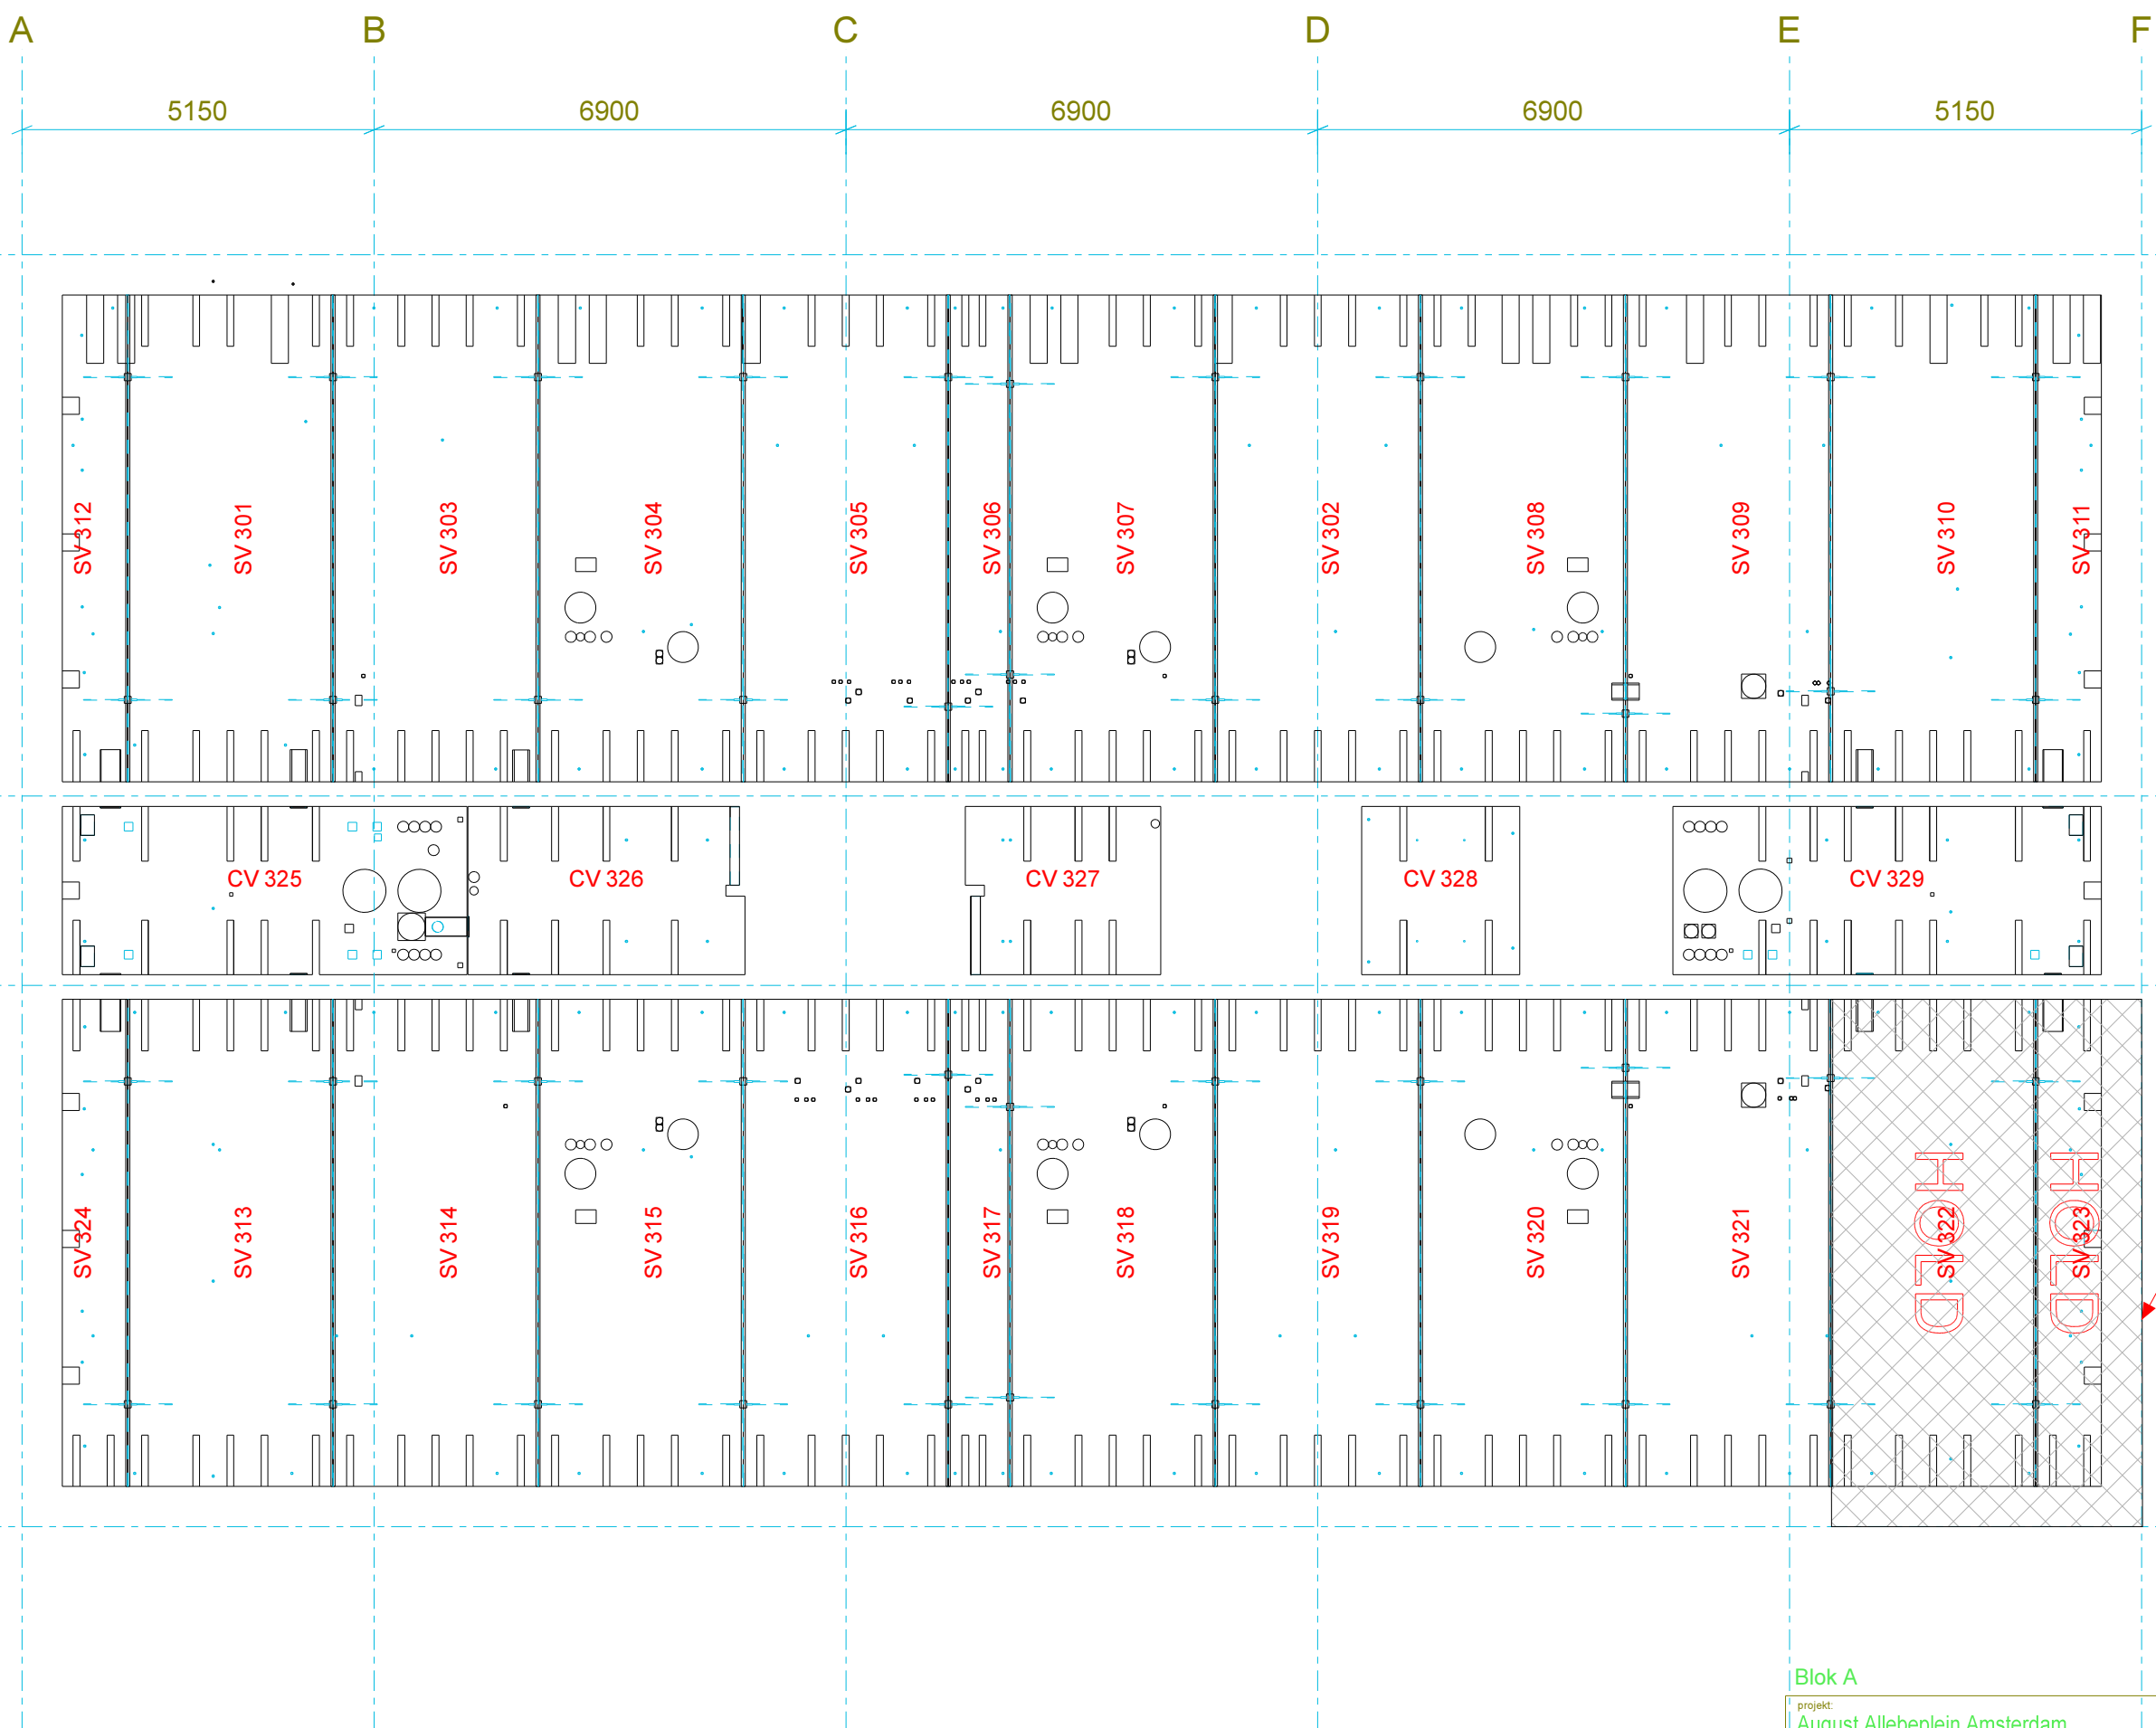 A B C D E F
5150 6900 6900 6900 5150
SV 312 SV 301 SV 303 SV 304 SV 305 SV 306 SV 307 SV 302 SV 308 SV 309 SV 310 SV 311
CV 325 CV 326 CV 327 CV 328 CV 329
SV 324 SV 313 SV 314 SV 315 SV 316 SV 317 SV 318 SV 319 SV 320 SV 321 SV 322 SV 323
HOLD HOLD
Blok A
projekt:
August Allebeplein Amsterdam